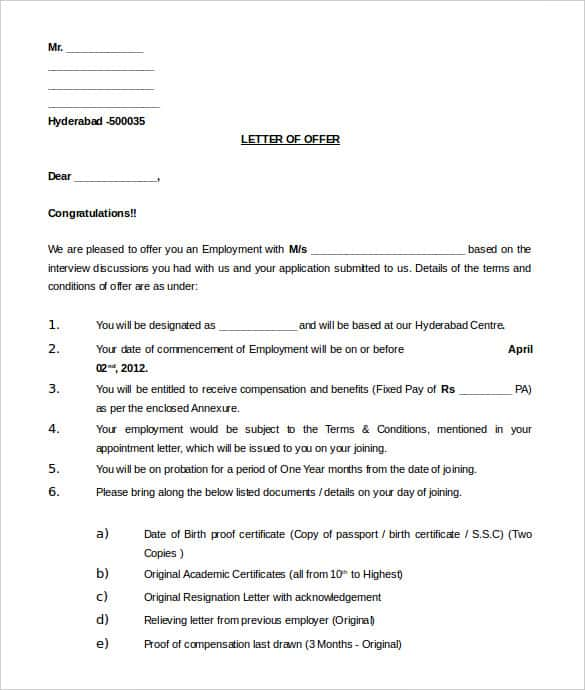 Mr. _____________
__________________
__________________
___________________
Hyderabad -500035
LETTER OF OFFER
Dear ______________,
Congratulations!!
We are pleased to offer you an Employment with M/s __________________________ based on the
interview discussions you had with us and your application submitted to us. Details of the terms and
conditions of offer are as under:
1. You will be designated as _____________ and will be based at our Hyderabad Centre.
2. Your date of commencement of Employment will be on or before April
02nd, 2012.
3. You will be entitled to receive compensation and benefits (Fixed Pay of Rs _________ PA)
as per the enclosed Annexure.
4. Your employment would be subject to the Terms & Conditions, mentioned in your
appointment letter, which will be issued to you on your joining.
5. You will be on probation for a period of One Year months from the date of joining.
6. Please bring along the below listed documents / details on your day of joining.
a) Date of Birth proof certificate (Copy of passport / birth certificate / S.S.C) (Two
Copies )
b) Original Academic Certificates (all from 10th to Highest)
c) Original Resignation Letter with acknowledgement
d) Relieving letter from previous employer (Original)
e) Proof of compensation last drawn (3 Months - Original)